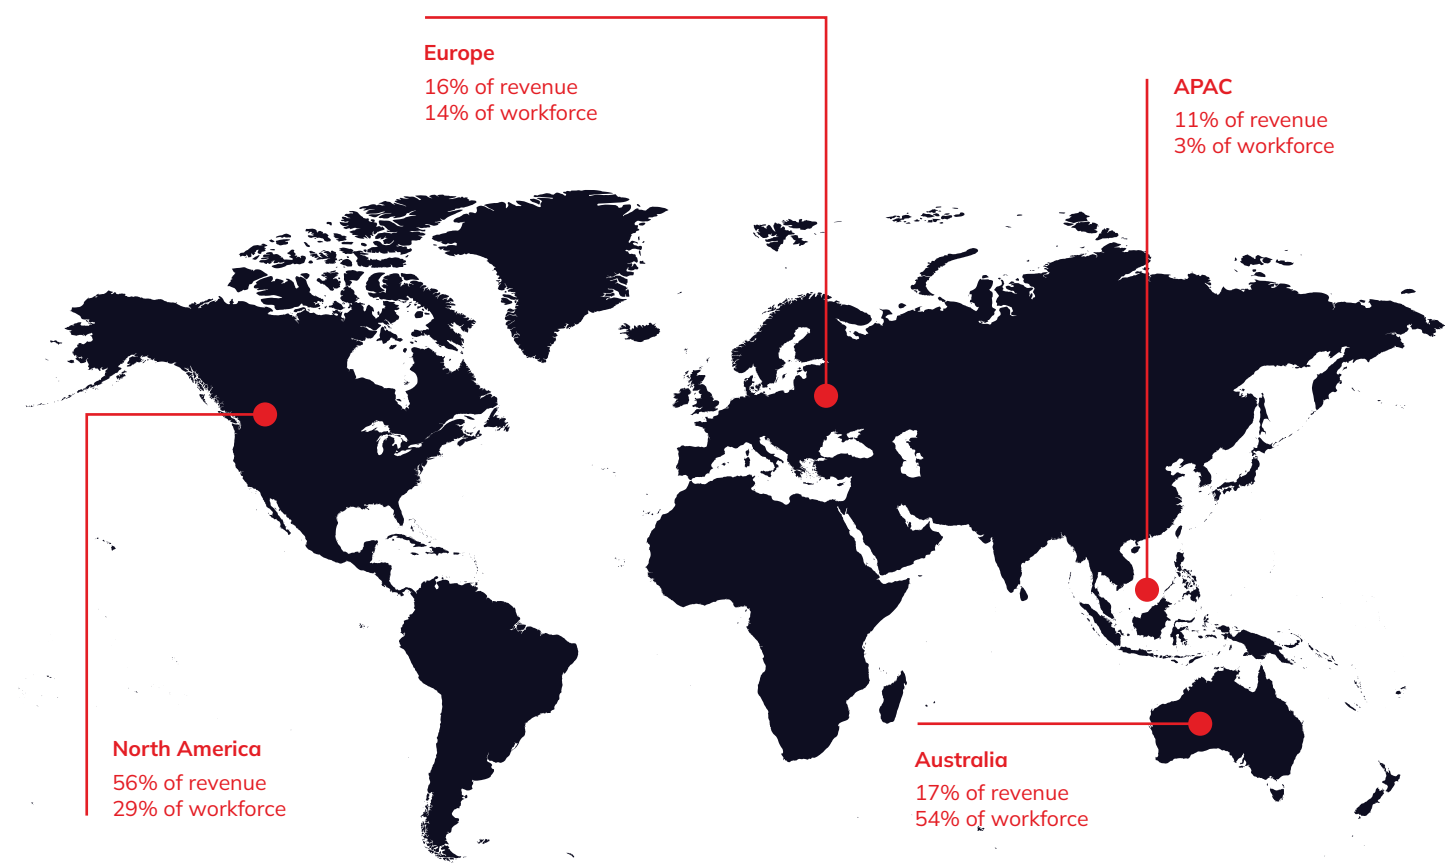 Europe
16% of revenue
14% of workforce
APAC
11% of revenue
3% of workforce
North America
56% of revenue
29% of workforce
Australia
17% of revenue
54% of workforce